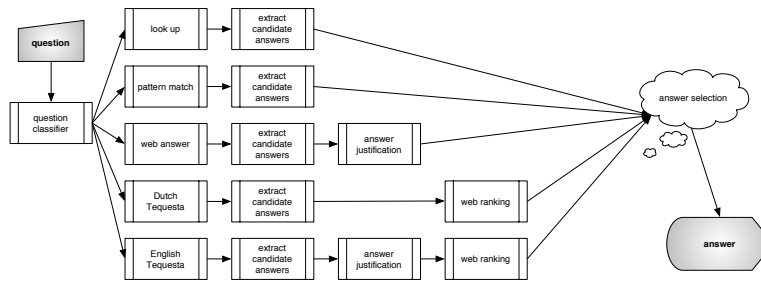 question
question
classifier
look up
extract
candidate
answers
pattern match
extract
candidate
answers
web answer
extract
candidate
answers
answer
justification
Dutch
Tequesta
extract
candidate
answers
web ranking
English
Tequesta
extract
candidate
answers
answer
justification
web ranking
answer selection
answer